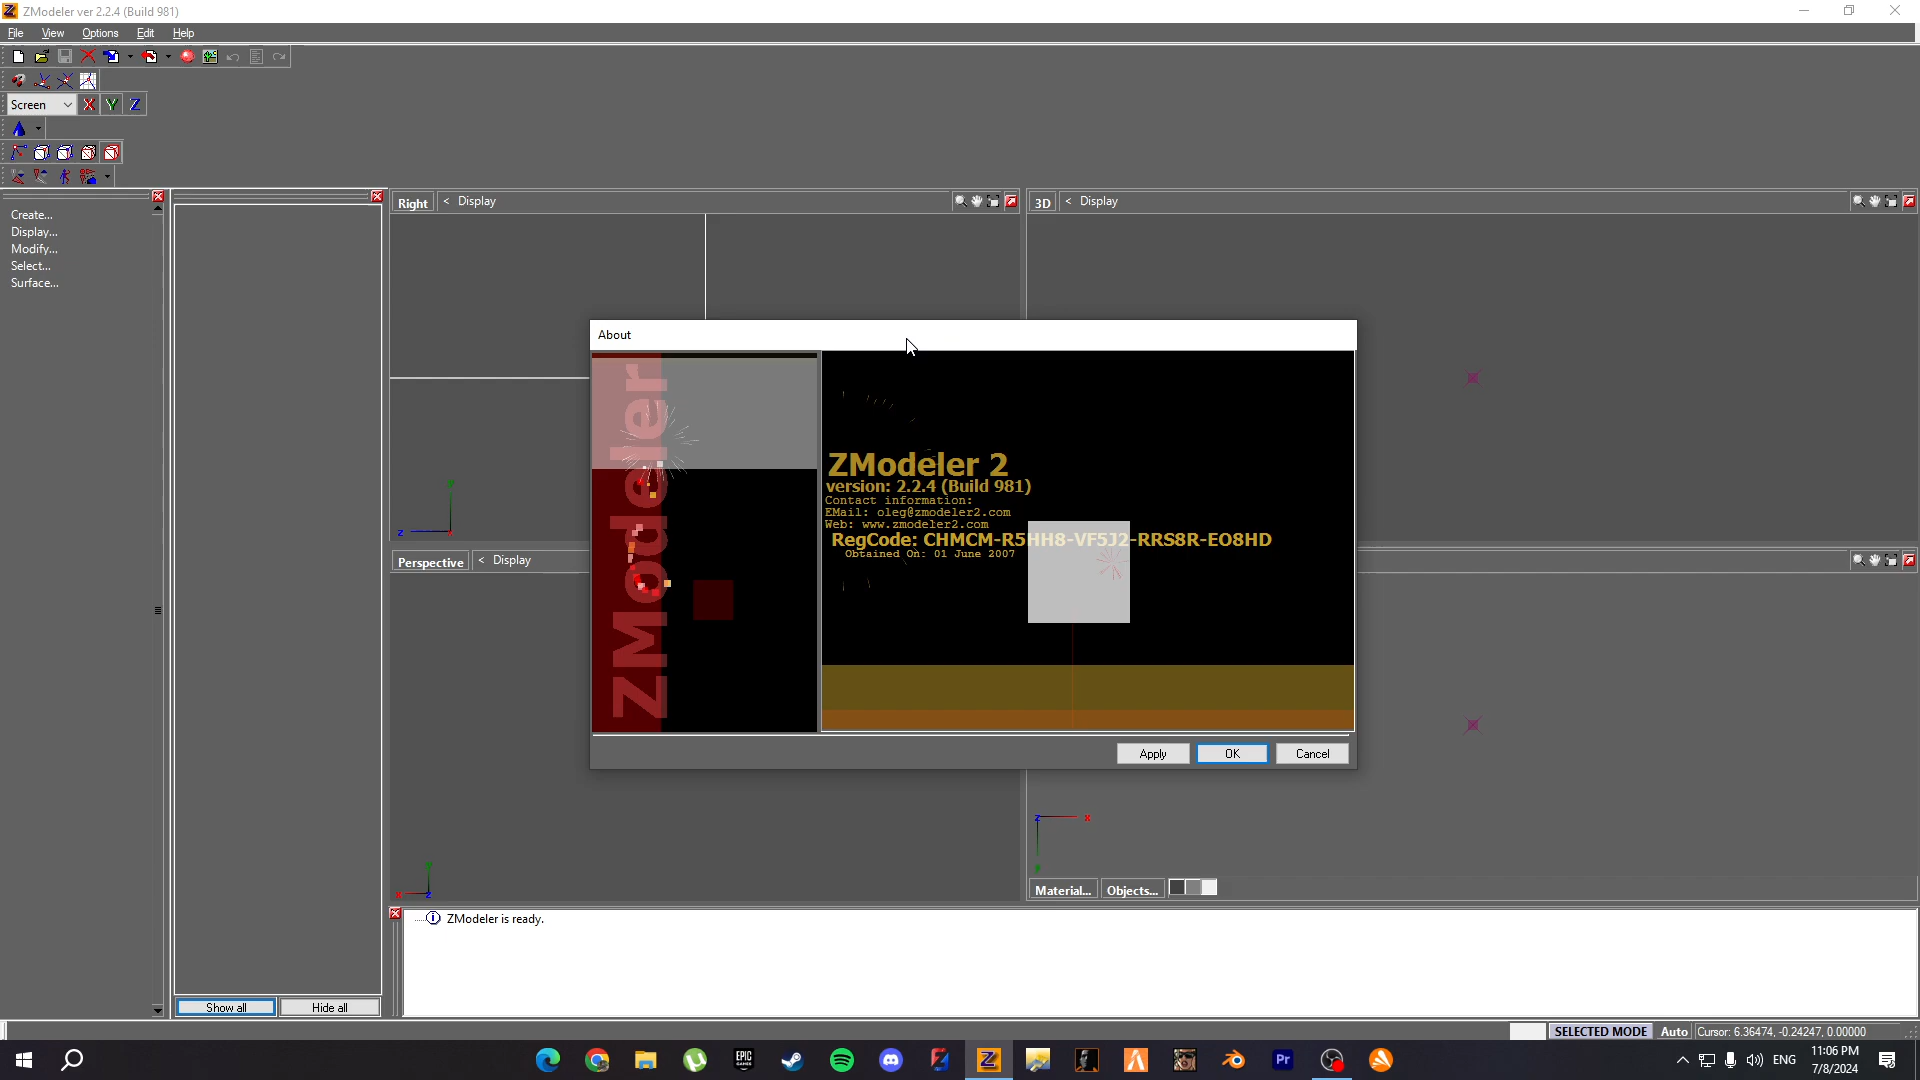 ZModeler ver 2.2.4 (Build 981)
File View Options Edit Help
Screen X Y Z
Create...
Display...
Modify...
Select...
Surface...
Right < Display
3D < Display
About
ZModeler
ZModeler 2
version: 2.2.4 (Build 981)
Contact information:
EMail: oleg@zmodeler2.com
Web: www.zmodeler2.com
RegCode: CHMCM-R5HH8-VF5J2-RRS8R-EO8HD
Obtained On: 01 June 2007
Apply OK Cancel
z
Perspective < Display
z x
x z
Material... Objects...
ZModeler is ready.
Show all Hide all
SELECTED MODE Auto Cursor: 6.36474, -0.24247, 0.00000
EPIC GAMES
Pr
ENG
11:06 PM
7/8/2024